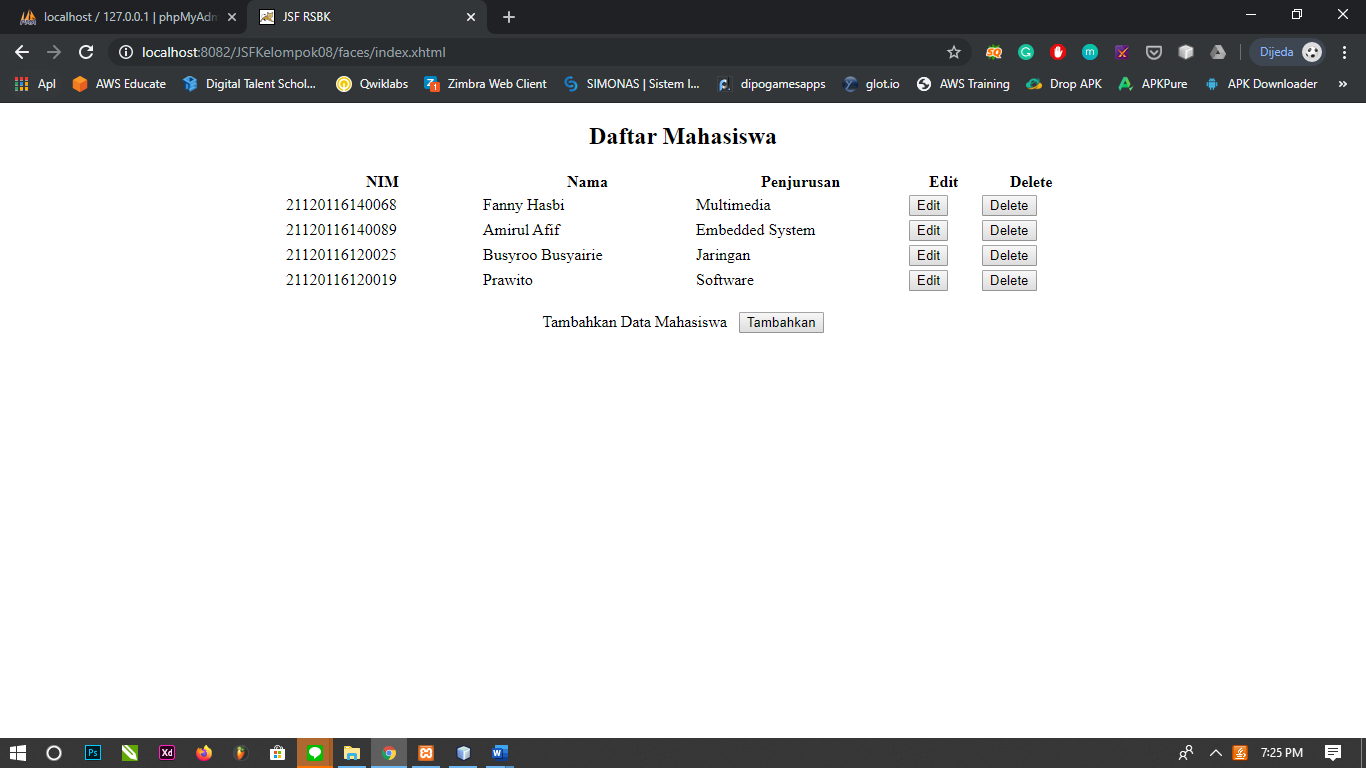 localhost / 127.0.0.1 | phpMyAdm
JSF RSBK
localhost:8082/JSFKelompok08/faces/index.xhtml
Dijeda
Apl AWS Educate Digital Talent Schol... Qwiklabs Zimbra Web Client SIMONAS | Sistem I... dipogamesapps glot.io AWS Training Drop APK APKPure APK Downloader »
Daftar Mahasiswa
NIM Nama Penjurusan Edit Delete
21120116140068 Fanny Hasbi Multimedia Edit Delete
21120116140089 Amirul Afif Embedded System Edit Delete
21120116120025 Busyroo Busyairie Jaringan Edit Delete
21120116120019 Prawito Software Edit Delete
Tambahkan Data Mahasiswa Tambahkan
7:25 PM